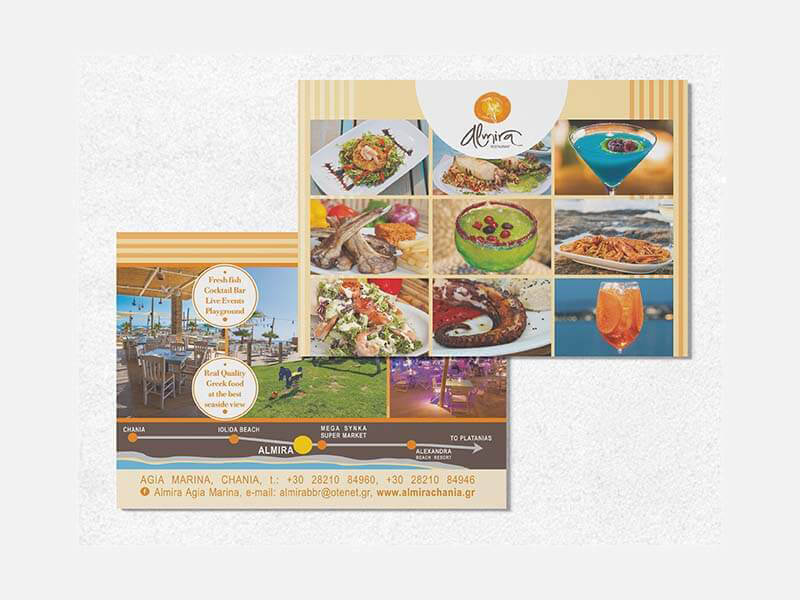 Almira
RESTAURANT
Fresh fish
Cocktail Bar
Live Events
Playground
Real Quality
Greek food
at the best
seaside view
CHANIA
IOLIDA BEACH
ALMIRA
MEGA SYNKA
SUPER MARKET
ALEXANDRA
BEACH RESORT
TO PLATANIAS
AGIA MARINA, CHANIA, t.: +30 28210 84960, +30 28210 84946
f Almira Agia Marina, e-mail: almirabbr@otenet.gr, www.almirachania.gr